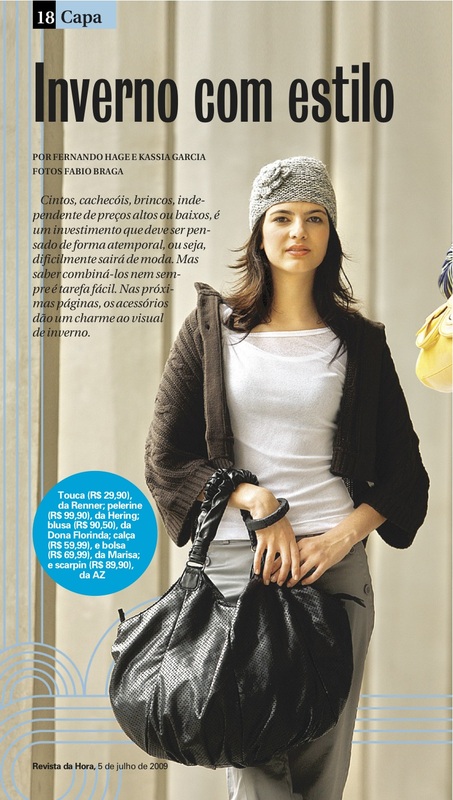 18 Capa
Inverno com estilo
POR FERNANDO HAGE E KASSIA GARCIA
FOTOS FABIO BRAGA
Cintos, cachecóis, brincos, inde-
pendente de preços altos ou baixos, é
um investimento que deve ser pen-
sado de forma atemporal, ou seja,
dificilmente sairá de moda. Mas
saber combiná-los nem sem-
pre é tarefa fácil. Nas próxi-
mas páginas, os acessórios
dão um charme ao visual
de inverno.
Touca (R$ 29,90),
da Renner; pelerine
(R$ 99,90), da Hering;
blusa (R$ 90,50), da
Dona Florinda; calça
(R$ 59,99), e bolsa
(R$ 69,99), da Marisa;
e scarpin (R$ 89,90),
da AZ
Revista da Hora, 5 de julho de 2009